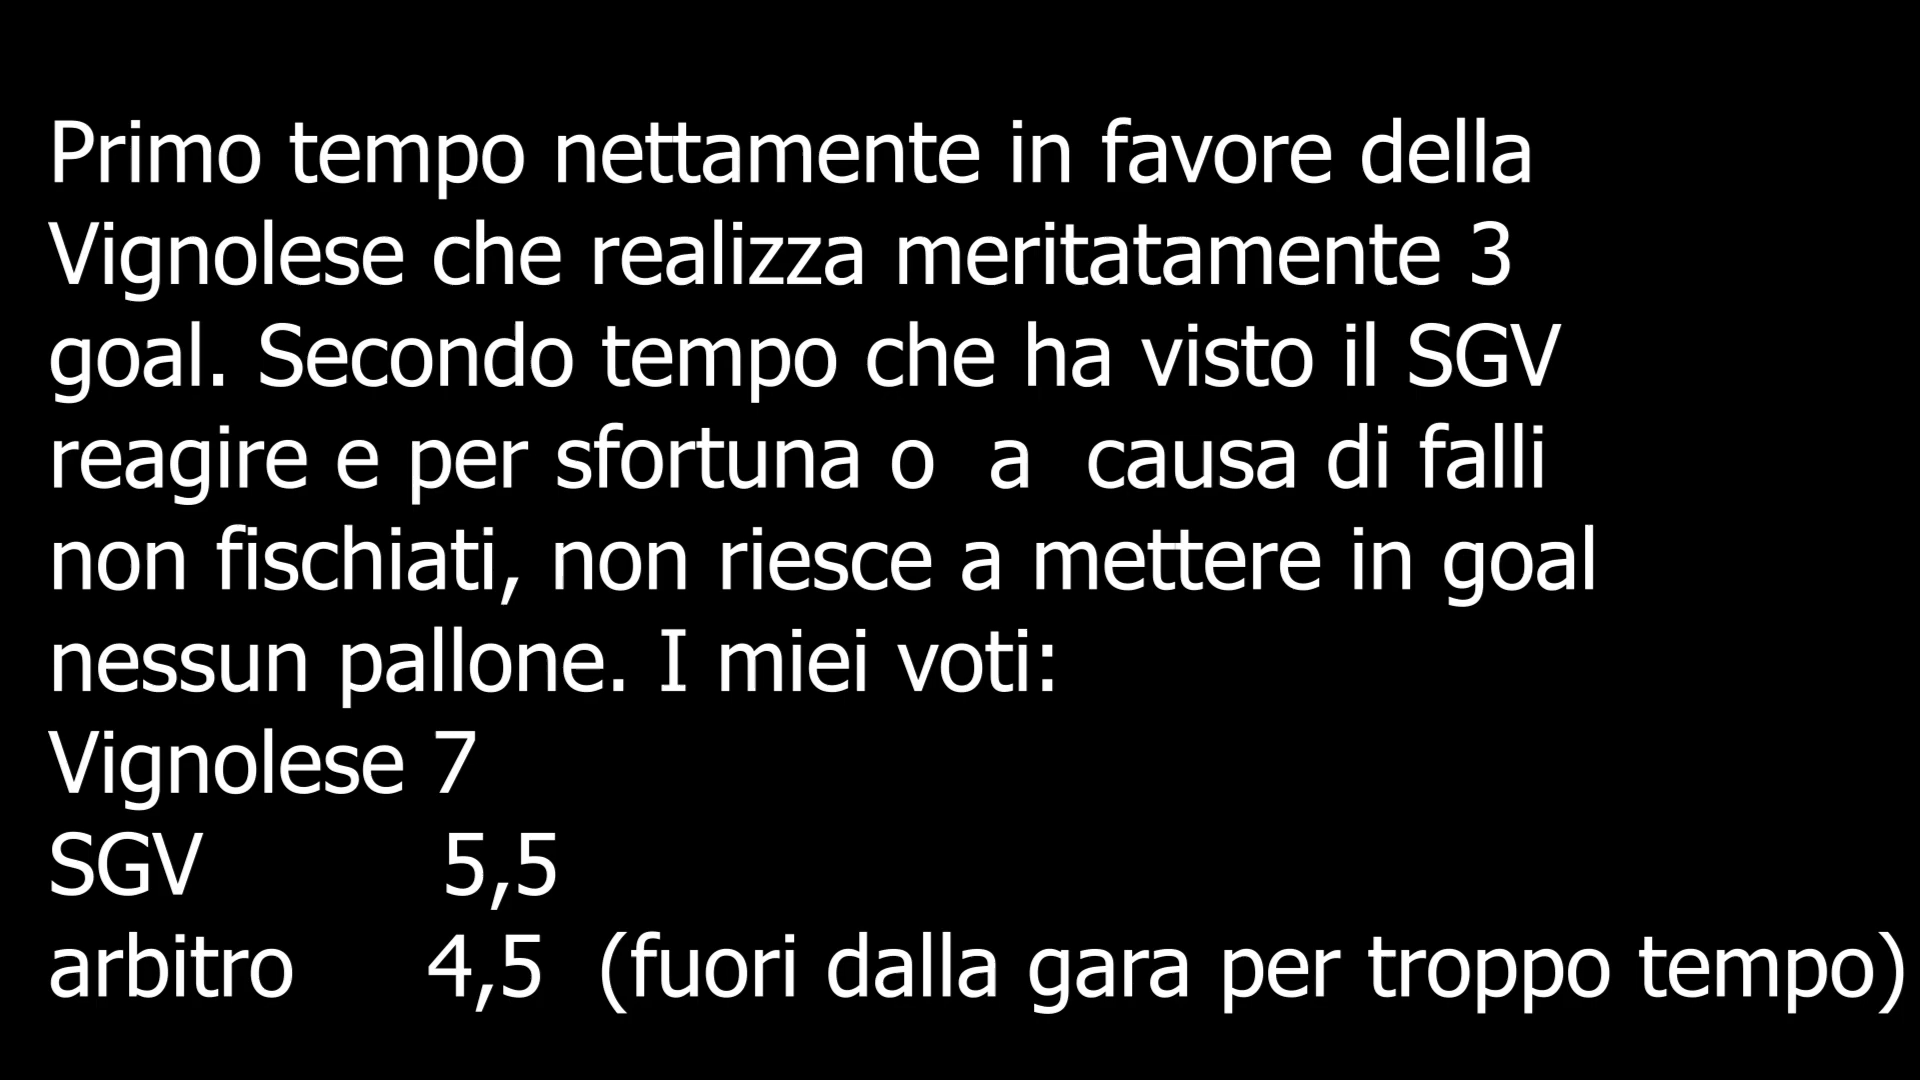 Primo tempo nettamente in favore della
Vignolese che realizza meritatamente 3
goal. Secondo tempo che ha visto il SGV
reagire e per sfortuna o  a  causa di falli
non fischiati, non riesce a mettere in goal
nessun pallone. I miei voti:
Vignolese 7
SGV 5,5
arbitro 4,5 (fuori dalla gara per troppo tempo)